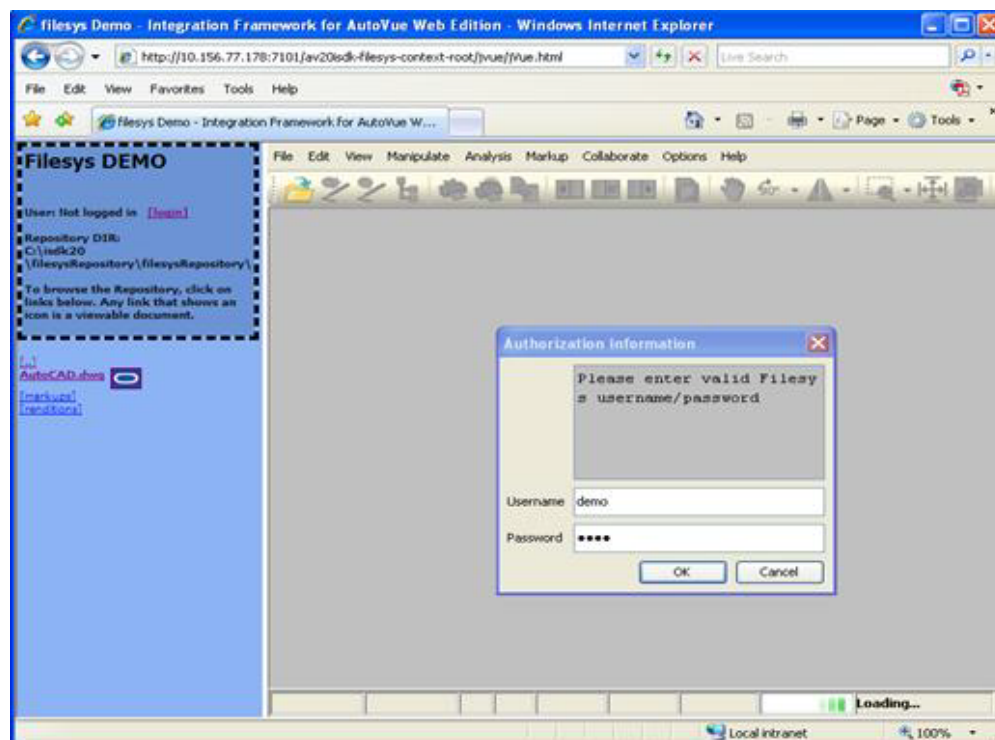 filesys Demo - Integration Framework for AutoVue Web Edition - Windows Internet Explorer
http://10.156.77.178:7101/av20isdk-filesys-context-root/jvue/jVue.html
Live Search
File Edit View Favorites Tools Help
filesys Demo - Integration Framework for AutoVue W...
Page Tools
Filesys DEMO
User: Not logged in [login]
Repository DIR:
C:\isdk20
\filesysRepository\filesysRepository\
To browse the Repository, click on
links below. Any link that shows an
icon is a viewable document.
[..]
AutoCAD.dwg
[markups]
[renditions]
File Edit View Manipulate Analysis Markup Collaborate Options Help
Authorization Information
Please enter valid Filesy
s username/password
Username demo
Password ••••
OK Cancel
Loading...
Local intranet 100%